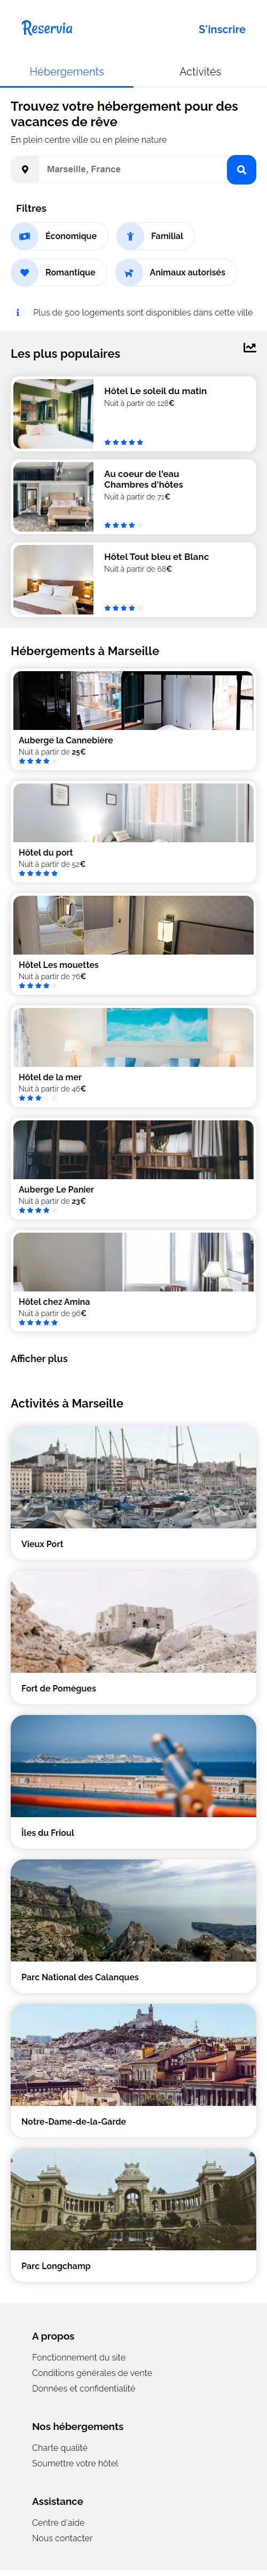 Reservia
S'inscrire
Hébergements
Activités
Trouvez votre hébergement pour des
vacances de rêve
En plein centre ville ou en pleine nature
Marseille, France
Filtres
Économique
Familial
Romantique
Animaux autorisés
Plus de 500 logements sont disponibles dans cette ville
Les plus populaires
Hôtel Le soleil du matin
Nuit à partir de 128€
Au coeur de l'eau
Chambres d'hôtes
Nuit à partir de 71€
Hôtel Tout bleu et Blanc
Nuit à partir de 68€
Hébergements à Marseille
Auberge la Cannebière
Nuit à partir de 25€
Hôtel du port
Nuit à partir de 52€
Hôtel Les mouettes
Nuit à partir de 76€
Hôtel de la mer
Nuit à partir de 46€
Auberge Le Panier
Nuit à partir de 23€
Hôtel chez Amina
Nuit à partir de 96€
Afficher plus
Activités à Marseille
Vieux Port
Fort de Pomègues
Îles du Frioul
Parc National des Calanques
Notre-Dame-de-la-Garde
Parc Longchamp
A propos
Fonctionnement du site
Conditions générales de vente
Données et confidentialité
Nos hébergements
Charte qualité
Soumettre votre hôtel
Assistance
Centre d'aide
Nous contacter